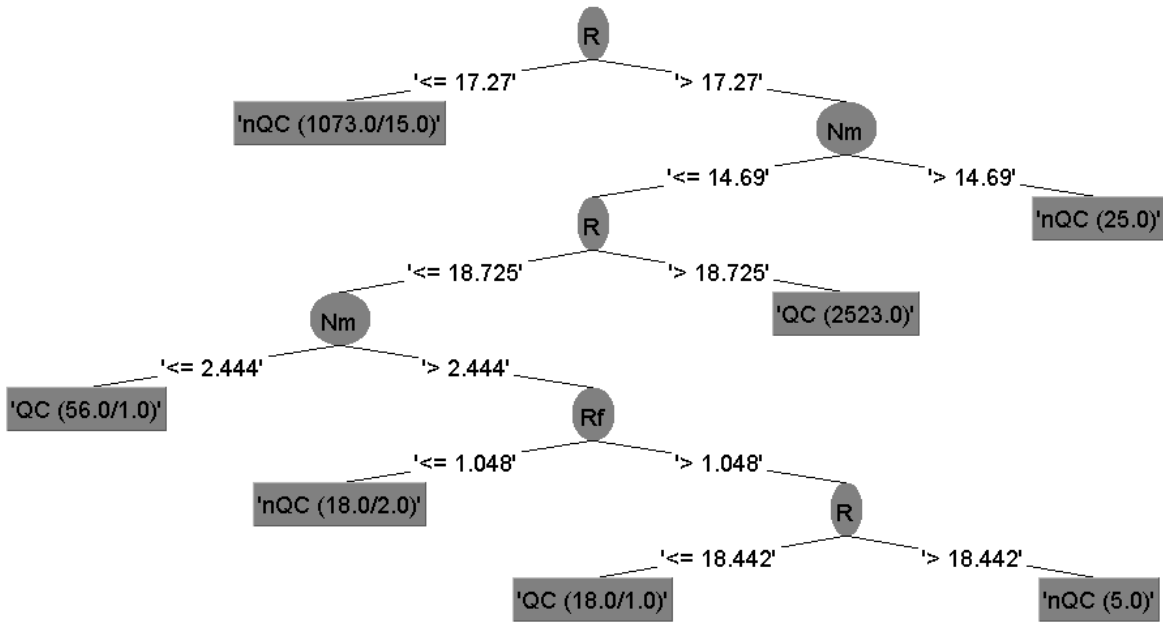 R
'<= 17.27' '> 17.27'
'nQC (1073.0/15.0)' Nm
'<= 14.69' '> 14.69'
R 'nQC (25.0)'
'<= 18.725' '> 18.725'
Nm 'QC (2523.0)'
'<= 2.444' '> 2.444'
'QC (56.0/1.0)' Rf
'<= 1.048' '> 1.048'
'nQC (18.0/2.0)' R
'<= 18.442' '> 18.442'
'QC (18.0/1.0)' 'nQC (5.0)'